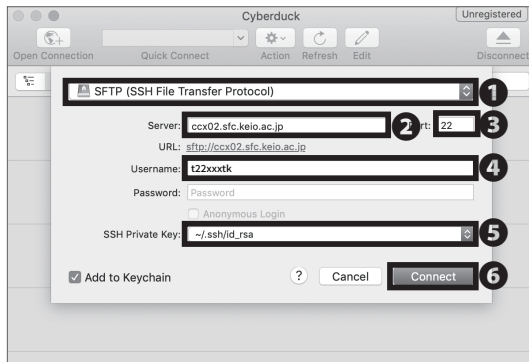 Cyberduck
Unregistered
Open Connection Quick Connect Action Refresh Edit Disconnect
SFTP (SSH File Transfer Protocol) 1
Server: ccx02.sfc.keio.ac.jp 2 rt: 22 3
URL: sftp://ccx02.sfc.keio.ac.jp
Username: t22xxxtk 4
Password: Password
Anonymous Login
SSH Private Key: ~/.ssh/id_rsa 5
Add to Keychain ? Cancel Connect 6